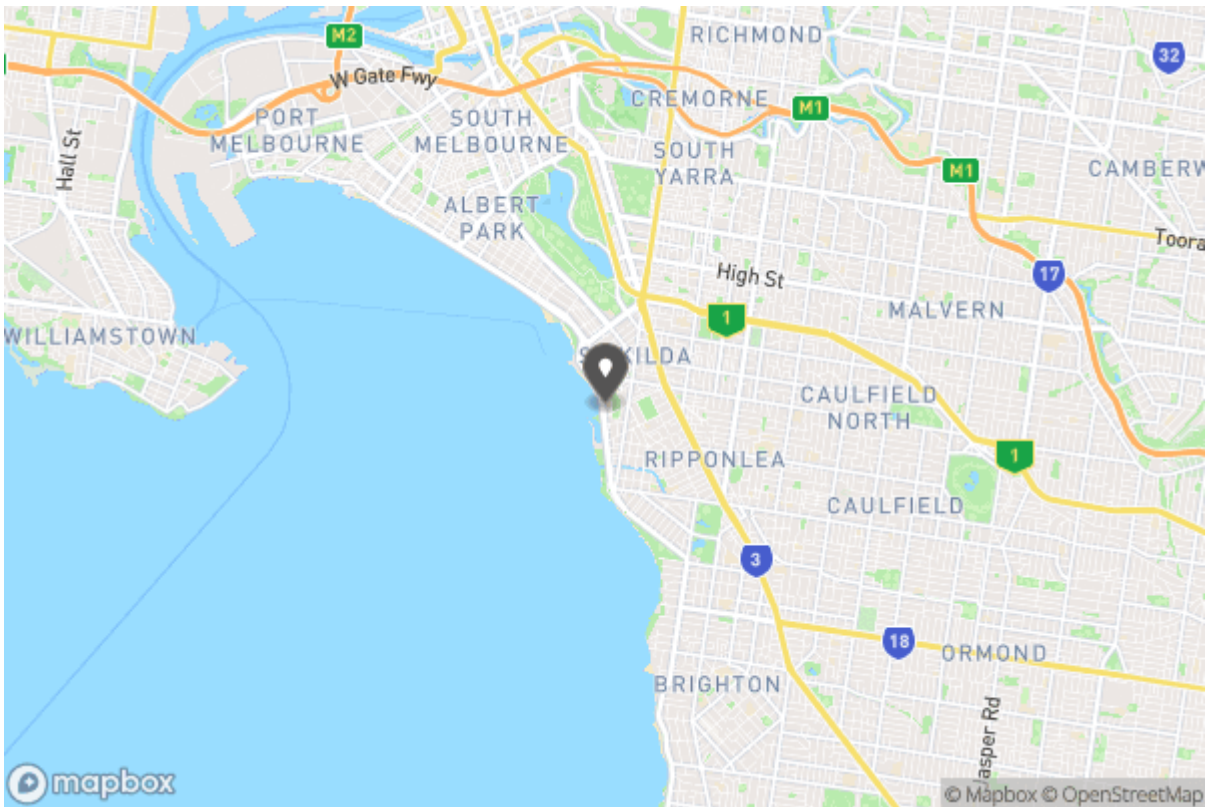 RICHMOND
M2
32
W Gate Fwy
CREMORNE
M1
PORT
MELBOURNE
SOUTH
MELBOURNE
Hall St
SOUTH
YARRA
M1
CAMBERW
ALBERT
PARK
Toora
High St
17
MALVERN
1
WILLIAMSTOWN
KILDA
CAULFIELD
NORTH
1
RIPPONLEA
CAULFIELD
3
18
ORMOND
BRIGHTON
Jasper Rd
mapbox
© Mapbox © OpenStreetMap